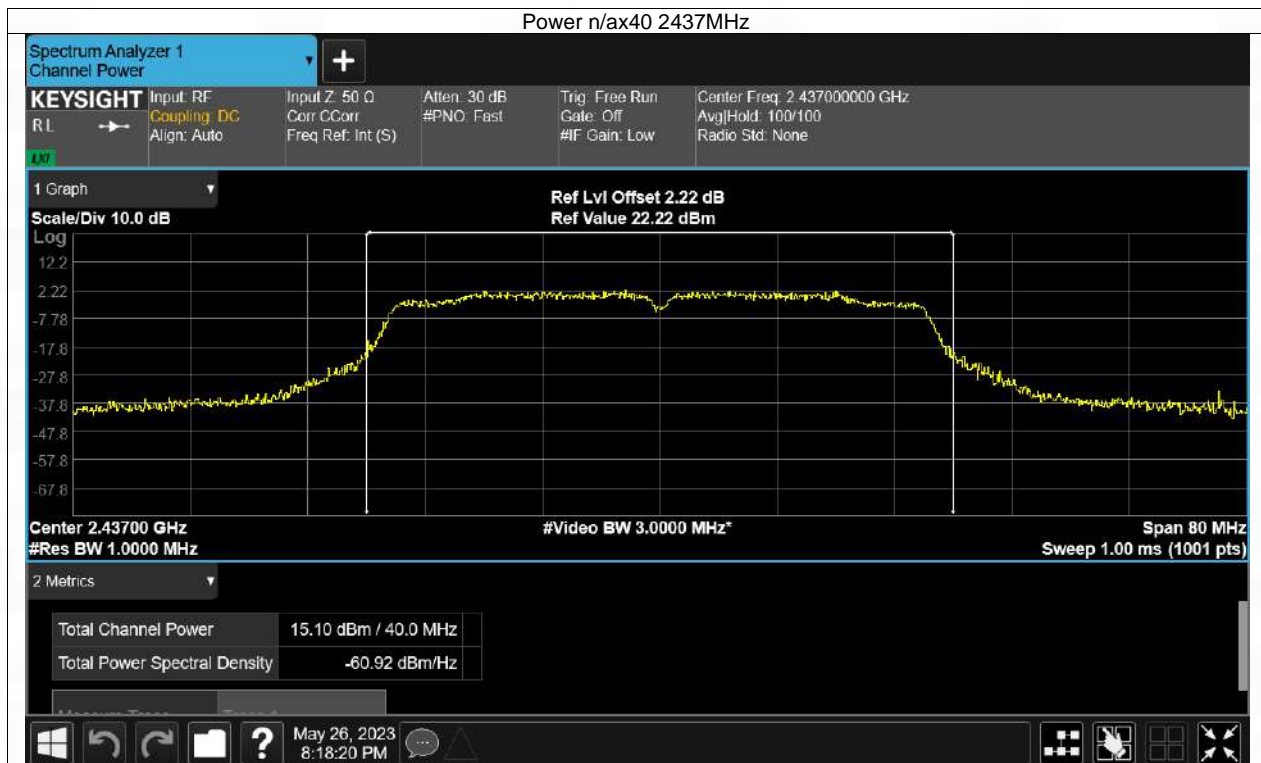 Power n/ax40 2437MHz
Spectrum Analyzer 1
Channel Power
+
KEYSIGHT
RL
LXI
Input: RF
Coupling: DC
Align: Auto
Input Z: 50 Ω
Corr CCorr
Freq Ref: Int (S)
Atten: 30 dB
#PNO: Fast
Trig: Free Run
Gate: Off
#IF Gain: Low
Center Freq: 2.437000000 GHz
Avg|Hold: 100/100
Radio Std: None
1 Graph
Scale/Div 10.0 dB
Ref Lvl Offset 2.22 dB
Ref Value 22.22 dBm
Log
12.2
2.22
-7.78
-17.8
-27.8
-37.8
-47.8
-57.8
-67.8
Center 2.43700 GHz
#Res BW 1.0000 MHz
#Video BW 3.0000 MHz*
Span 80 MHz
Sweep 1.00 ms (1001 pts)
2 Metrics
Total Channel Power 15.10 dBm / 40.0 MHz
Total Power Spectral Density -60.92 dBm/Hz
?
May 26, 2023
8:18:20 PM